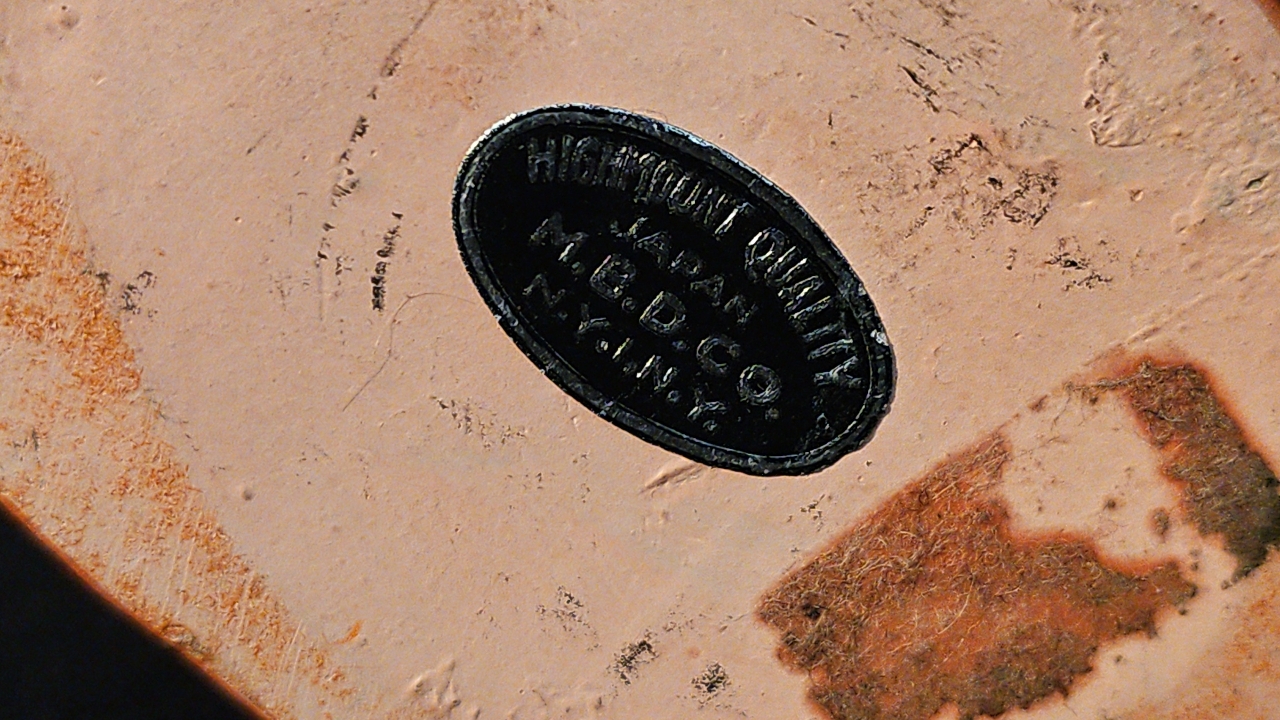 HIGHMOUNT QUALITY
JAPAN
M. B. D. CO
N.Y., N.Y.